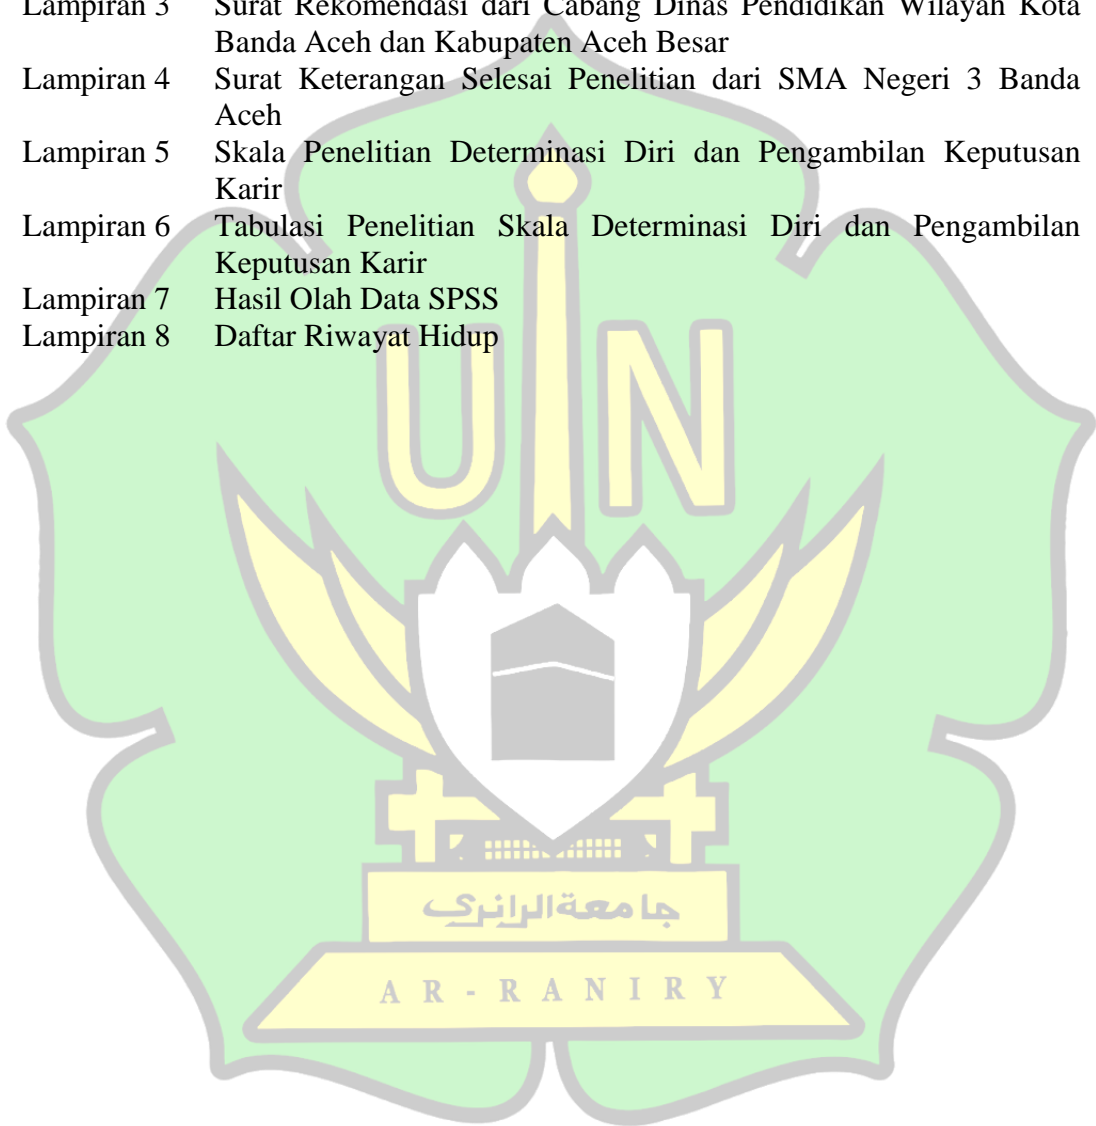 Lampiran 3 Surat Rekomendasi dari Cabang Dinas Pendidikan Wilayah Kota
Banda Aceh dan Kabupaten Aceh Besar
Lampiran 4 Surat Keterangan Selesai Penelitian dari SMA Negeri 3 Banda
Aceh
Lampiran 5 Skala Penelitian Determinasi Diri dan Pengambilan Keputusan
Karir
Lampiran 6 Tabulasi Penelitian Skala Determinasi Diri dan Pengambilan
Keputusan Karir
Lampiran 7 Hasil Olah Data SPSS
Lampiran 8 Daftar Riwayat Hidup
UIN
جامعةالرانري
AR-RANIRY